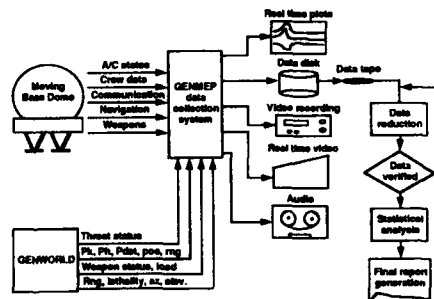 Real time plots
A/C states
Crew data
Communication
Navigation
Weapons
Moving
Base Dome
GENMEP
data
collection
system
Data disk
Data tape
Video recording
Real time video
Audio
Data
reduction
Data
verified
Statistical
analysis
Final report
generation
GENWORLD
Threat status
Pk, Ph, Pdet, pos, rng
Weapon status, load
Rng, lethality, az, elev.